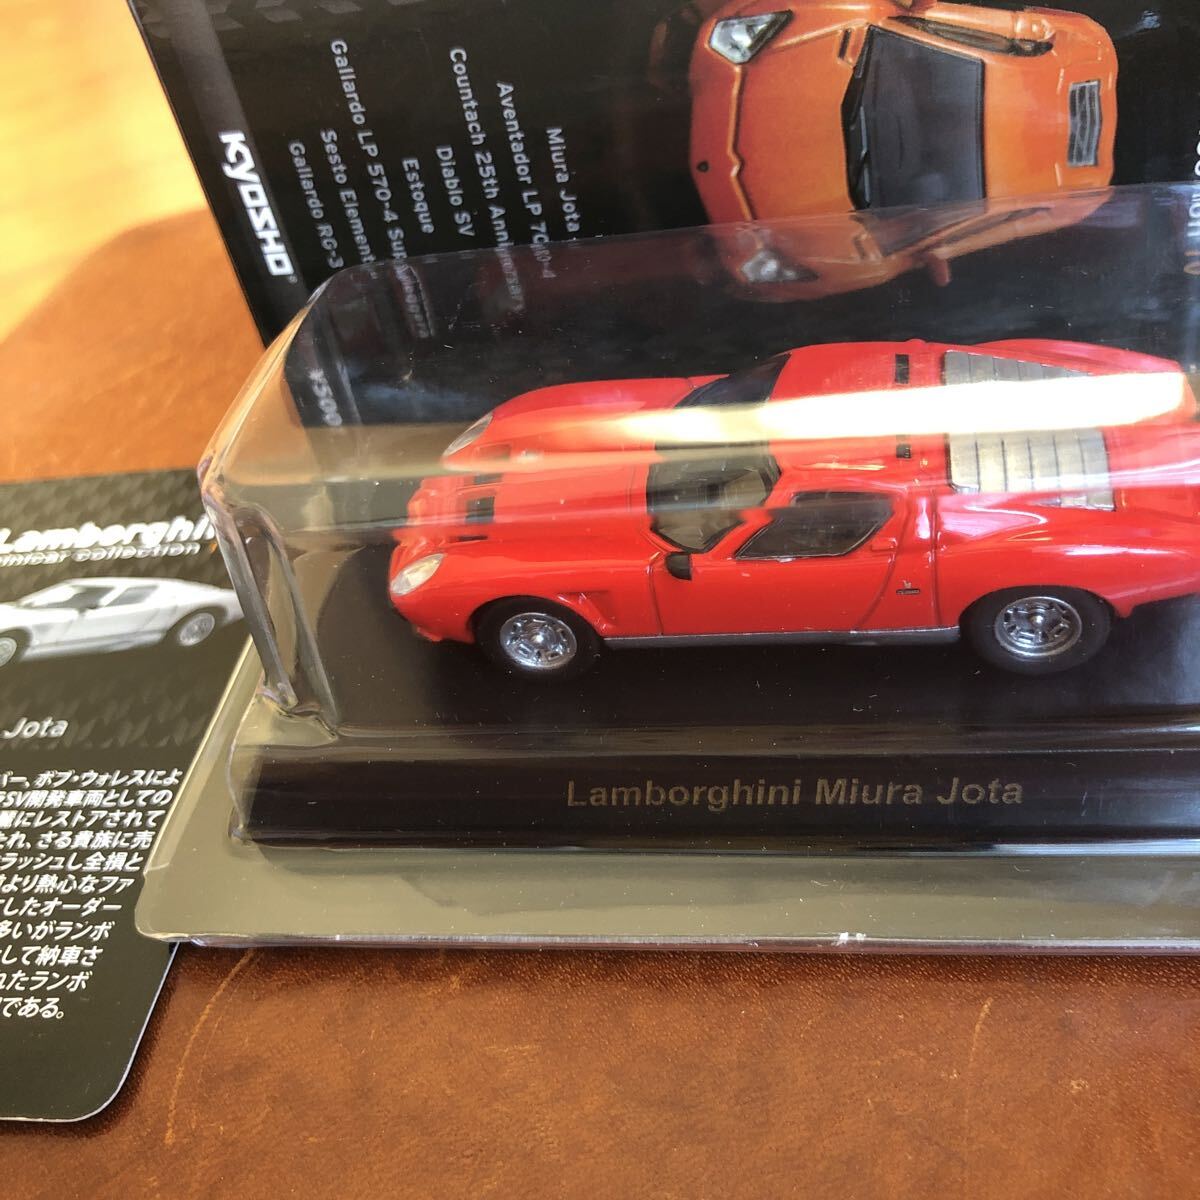 KYOSHO
Miura Jota
Aventador LP 700-4
Countach 25th Anniversary
Diablo SV
Estoque
Gallardo LP 570-4
Sesto Elemento
Gallardo RG-3
¥500
Lamborghini
minicar collection
Jota
バー、ボブ・ウォレスによ
SV開発車両としての
にレストアされて
れ、さる貴族に売
ラッシュし全損と
より熱心なファ
したオーダー
多いがランボ
して納車さ
れたランボ
である。
Lamborghini Miura Jota